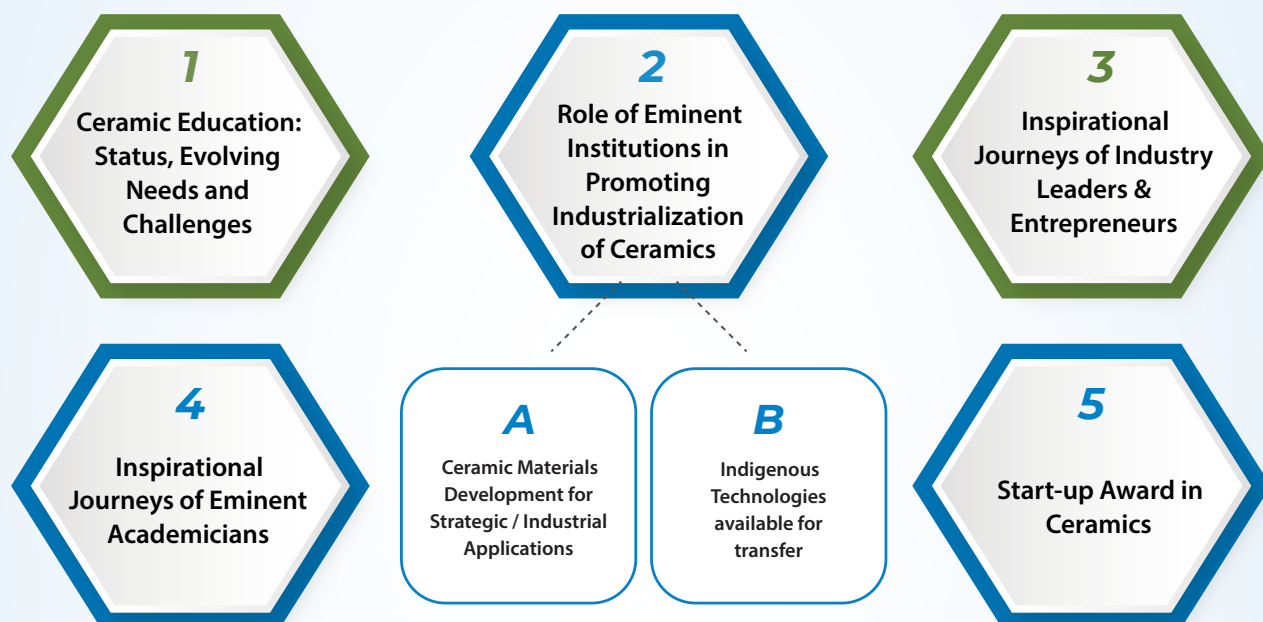 1
Ceramic Education:
Status, Evolving
Needs and
Challenges
2
Role of Eminent
Institutions in
Promoting
Industrialization
of Ceramics
3
Inspirational
Journeys of Industry
Leaders &
Entrepreneurs
4
Inspirational
Journeys of Eminent
Academicians
A
Ceramic Materials
Development for
Strategic / Industrial
Applications
B
Indigenous
Technologies
available for
transfer
5
Start-up Award in
Ceramics